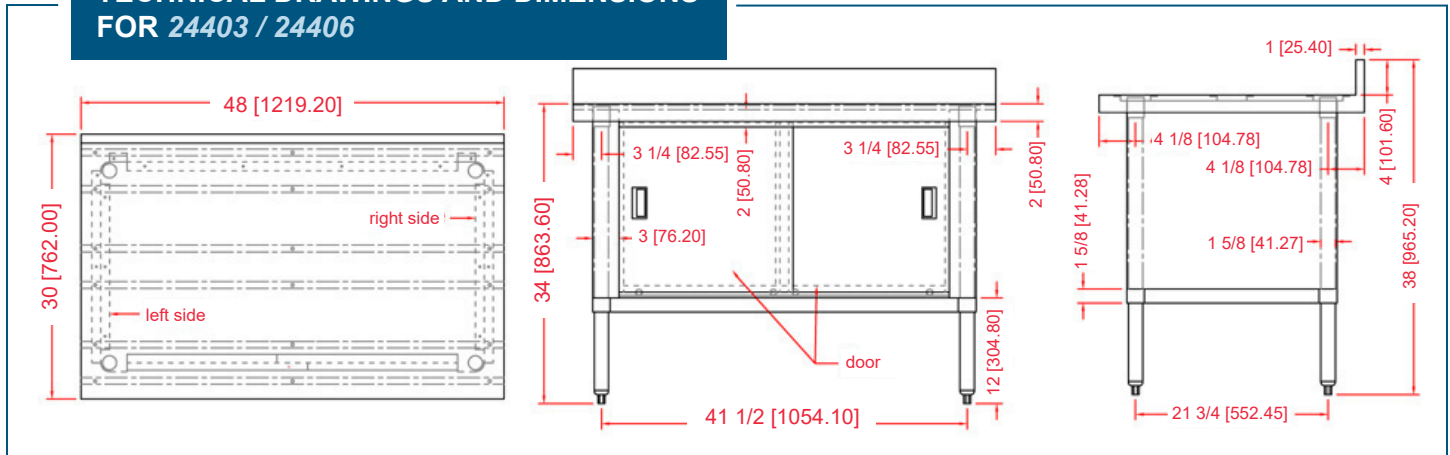 TECHNICAL DRAWINGS AND DIMENSIONS
FOR 24403 / 24406
48 [1219.20]
30 [762.00]
right side
left side
3 1/4 [82.55]
3 1/4 [82.55]
2 [50.80]
2 [50.80]
34 [863.60]
3 [76.20]
door
12 [304.80]
41 1/2 [1054.10]
1 [25.40]
4 1/8 [104.78]
4 1/8 [104.78]
4 [101.60]
1 5/8 [41.28]
1 5/8 [41.27]
38 [965.20]
21 3/4 [552.45]